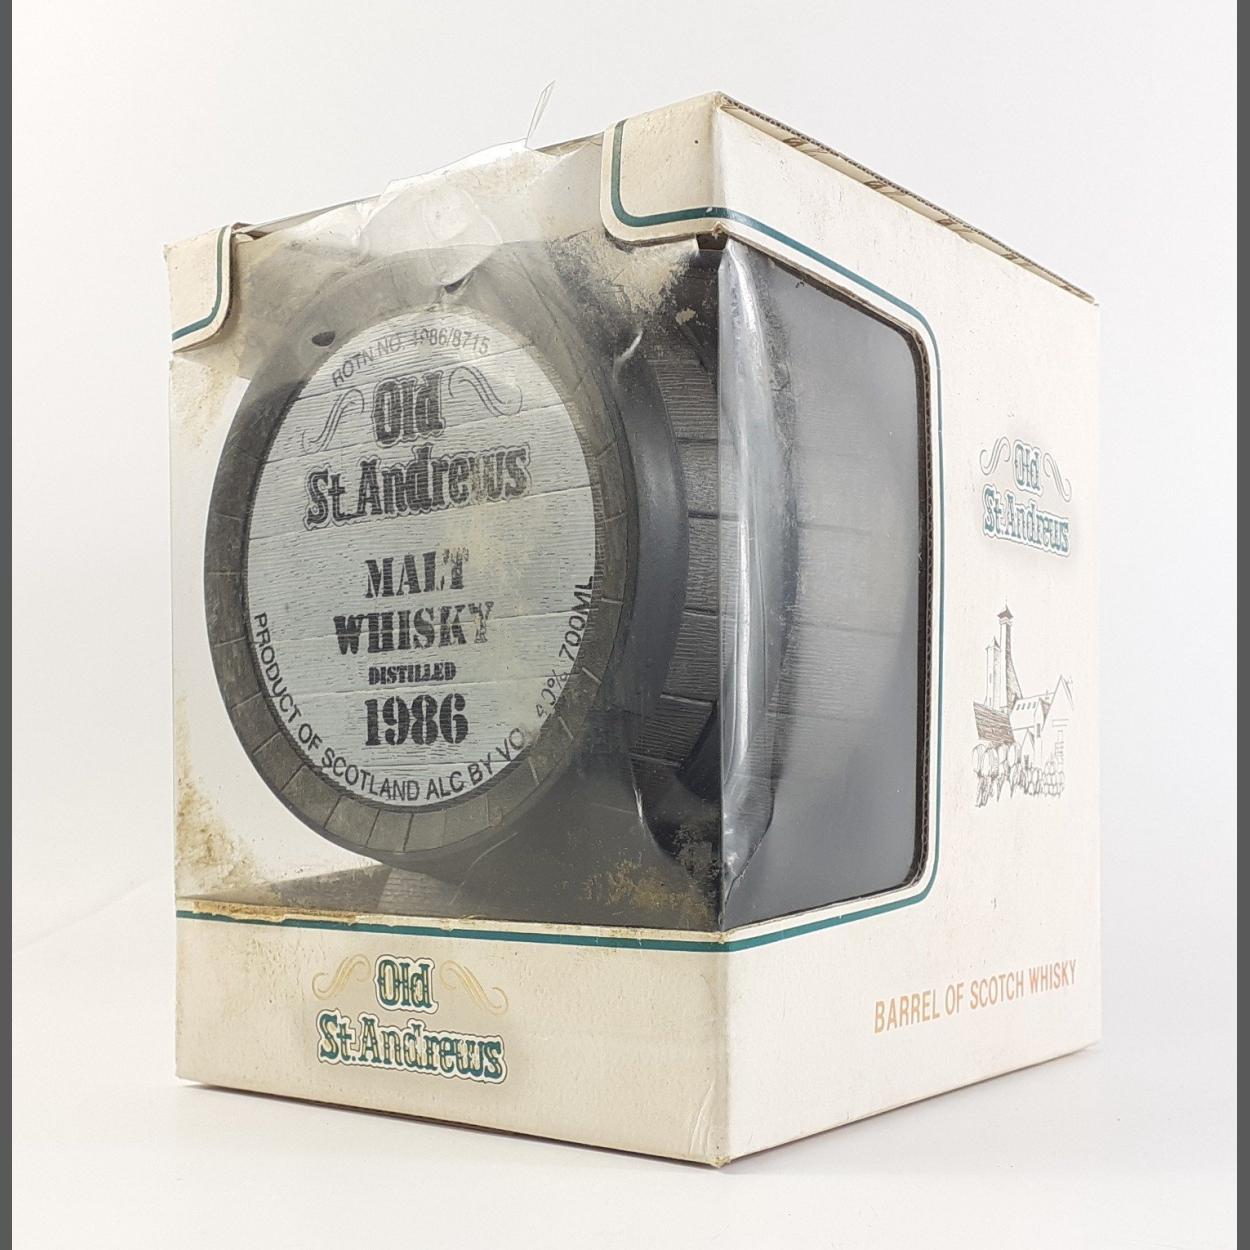 ROTN NO. 1986/8715
Old
St.Andrews
MALT
WHISKY
DISTILLED
1986
PRODUCT OF SCOTLAND ALC BY VOL 40% 700ML
Old
St.Andrews
Old
St.Andrews
BARREL OF SCOTCH WHISKY